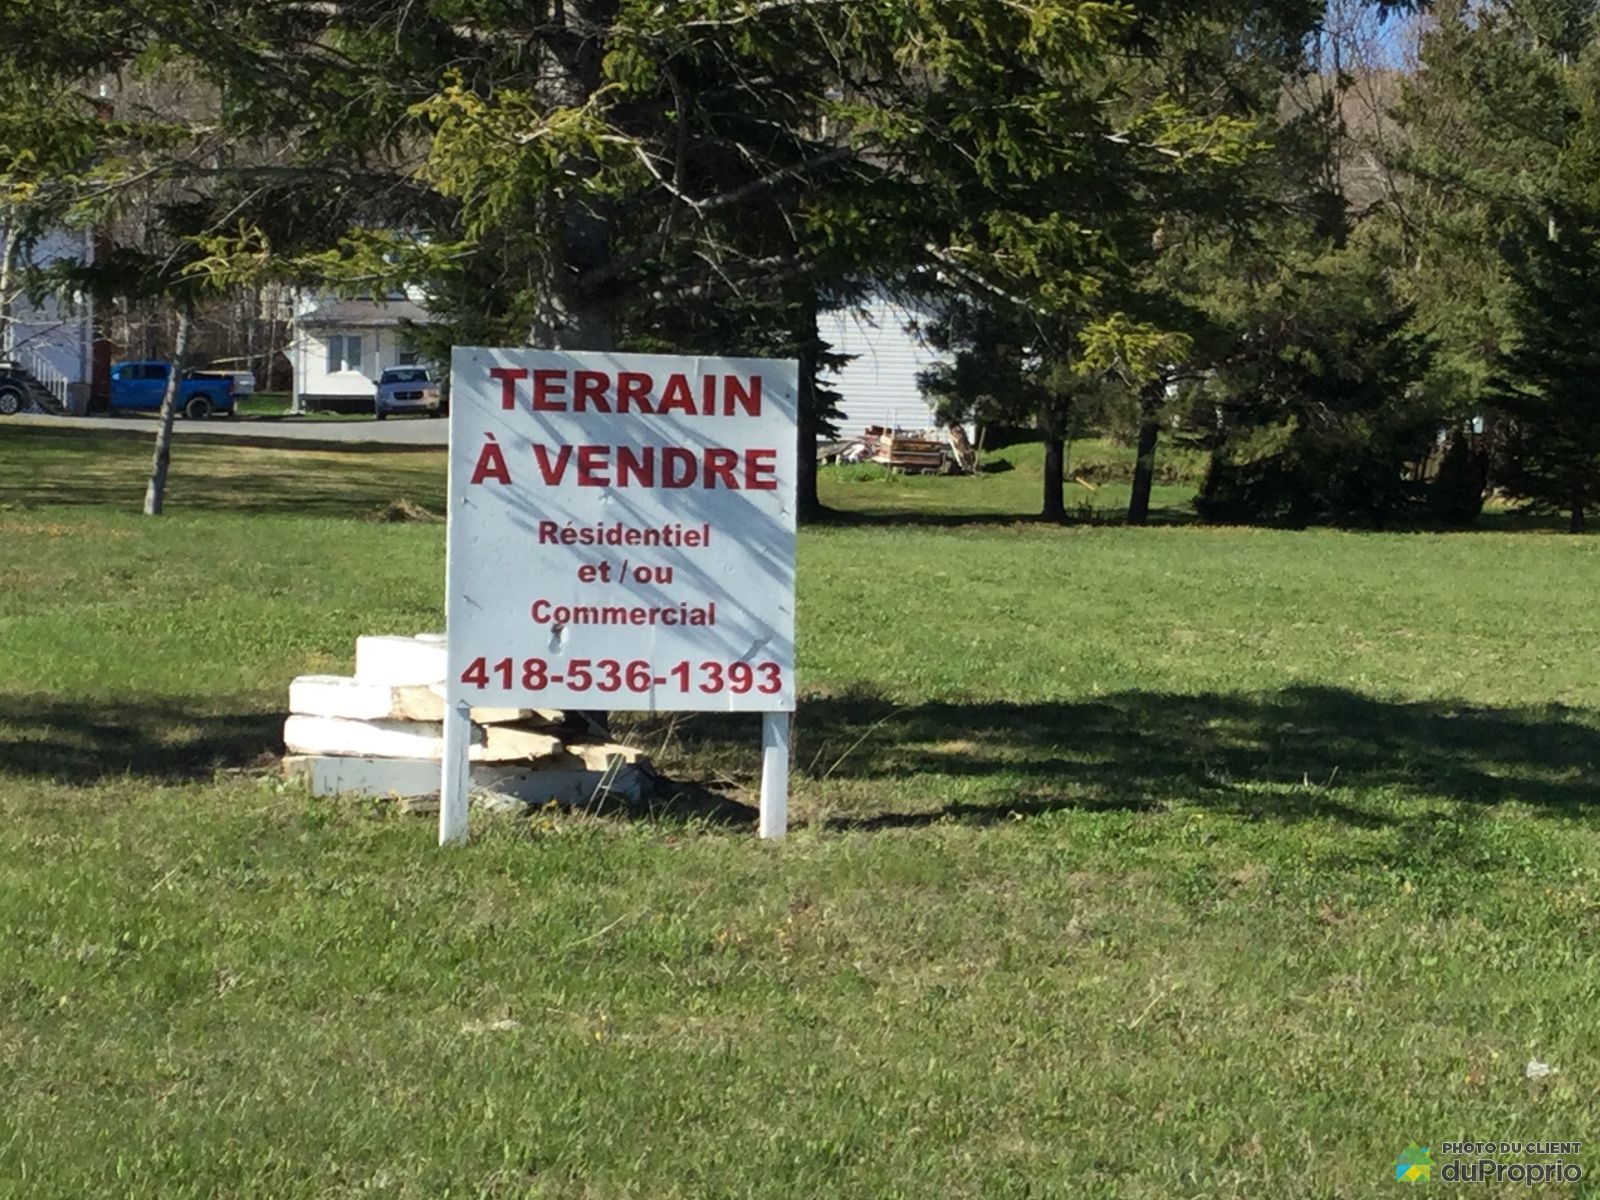 TERRAIN
À VENDRE
Résidentiel
et / ou
Commercial
418-536-1393
PHOTO DU CLIENT
duProprio